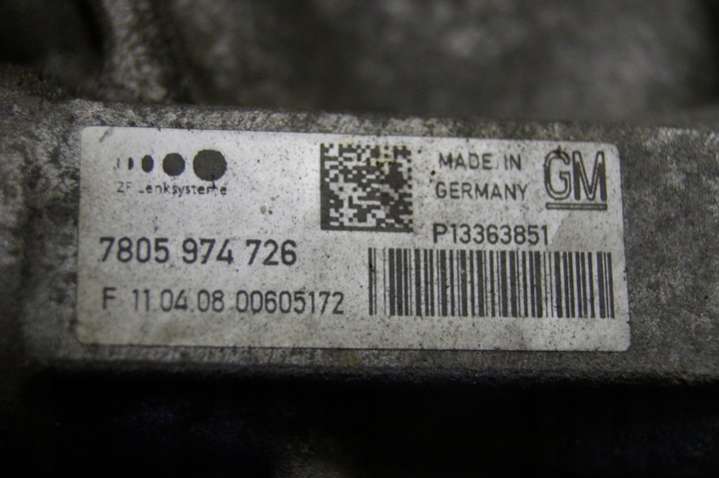 ZF Lenksysteme
MADE IN
GERMANY
GM
P13363851
7805 974 726
F 11 04.08 00605172